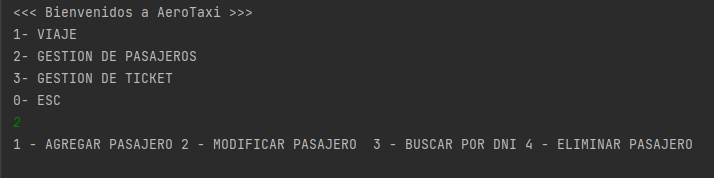 <<< Bienvenidos a AeroTaxi >>>
1- VIAJE
2- GESTION DE PASAJEROS
3- GESTION DE TICKET
0- ESC
2
1 - AGREGAR PASAJERO 2 - MODIFICAR PASAJERO  3 - BUSCAR POR DNI 4 - ELIMINAR PASAJERO